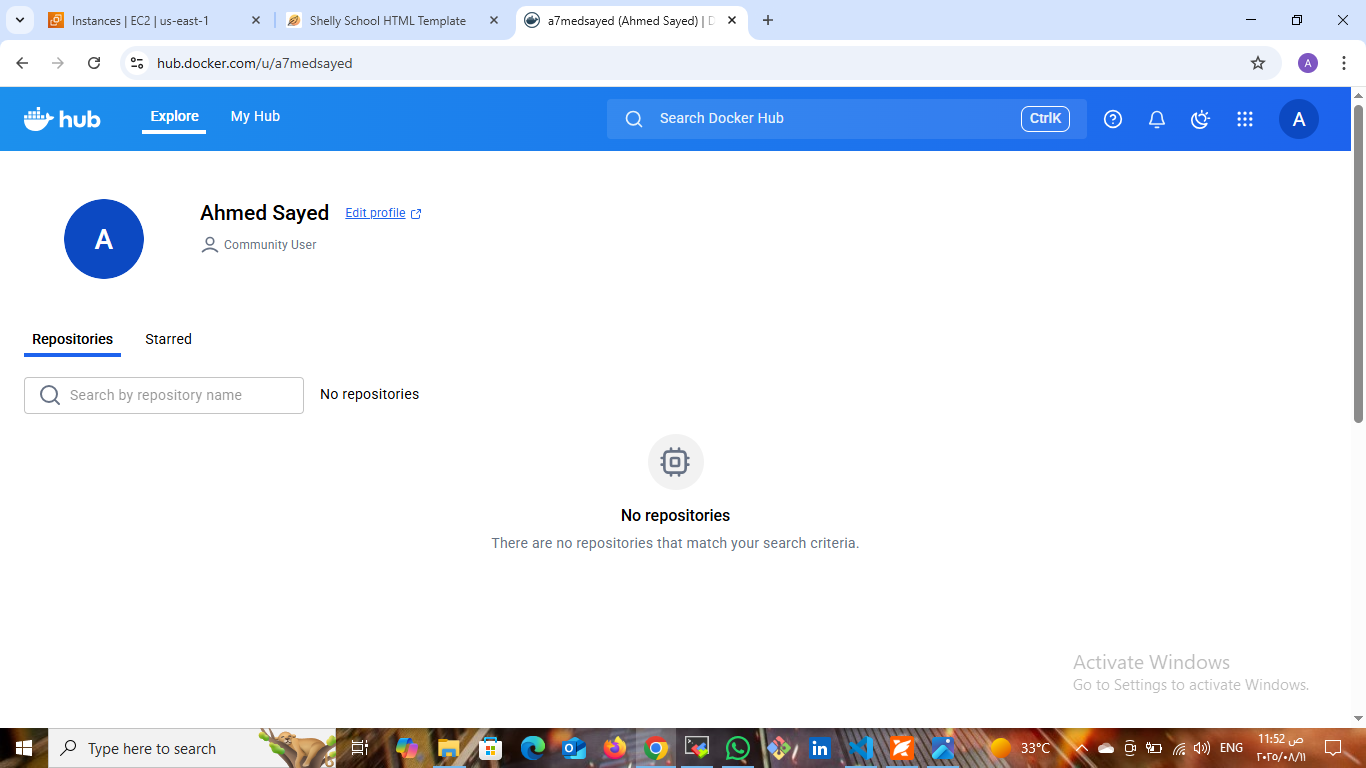 Instances | EC2 | us-east-1
Shelly School HTML Template
a7medsayed (Ahmed Sayed) | D
hub.docker.com/u/a7medsayed
A
hub
Explore
My Hub
Search Docker Hub
CtrlK
A
A
Ahmed Sayed
Edit profile
Community User
Repositories
Starred
Search by repository name
No repositories
No repositories
There are no repositories that match your search criteria.
Activate Windows
Go to Settings to activate Windows.
Type here to search
33°C
ENG
11:52 ص
٢٠٢٥/٠٨/١١